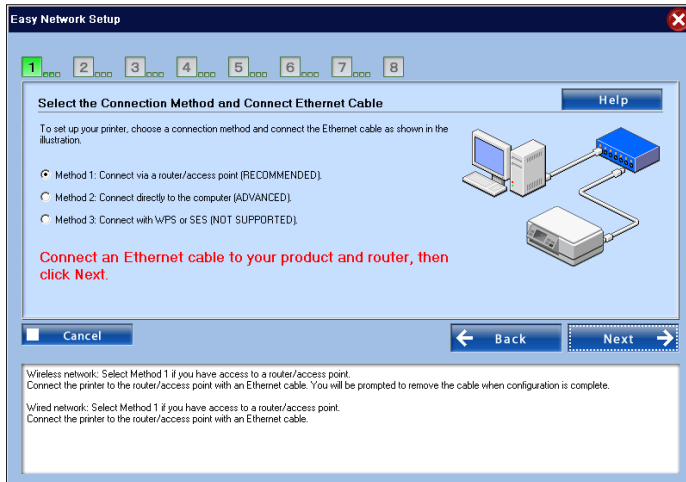 Easy Network Setup
1 2 3 4 5 6 7 8
Select the Connection Method and Connect Ethernet Cable
Help
To set up your printer, choose a connection method and connect the Ethernet cable as shown in the
illustration.
Method 1: Connect via a router/access point (RECOMMENDED).
Method 2: Connect directly to the computer (ADVANCED).
Method 3: Connect with WPS or SES (NOT SUPPORTED).
Connect an Ethernet cable to your product and router, then
click Next.
Cancel
Back
Next
Wireless network: Select Method 1 if you have access to a router/access point.
Connect the printer to the router/access point with an Ethernet cable. You will be prompted to remove the cable when configuration is complete.
Wired network: Select Method 1 if you have access to a router/access point.
Connect the printer to the router/access point with an Ethernet cable.